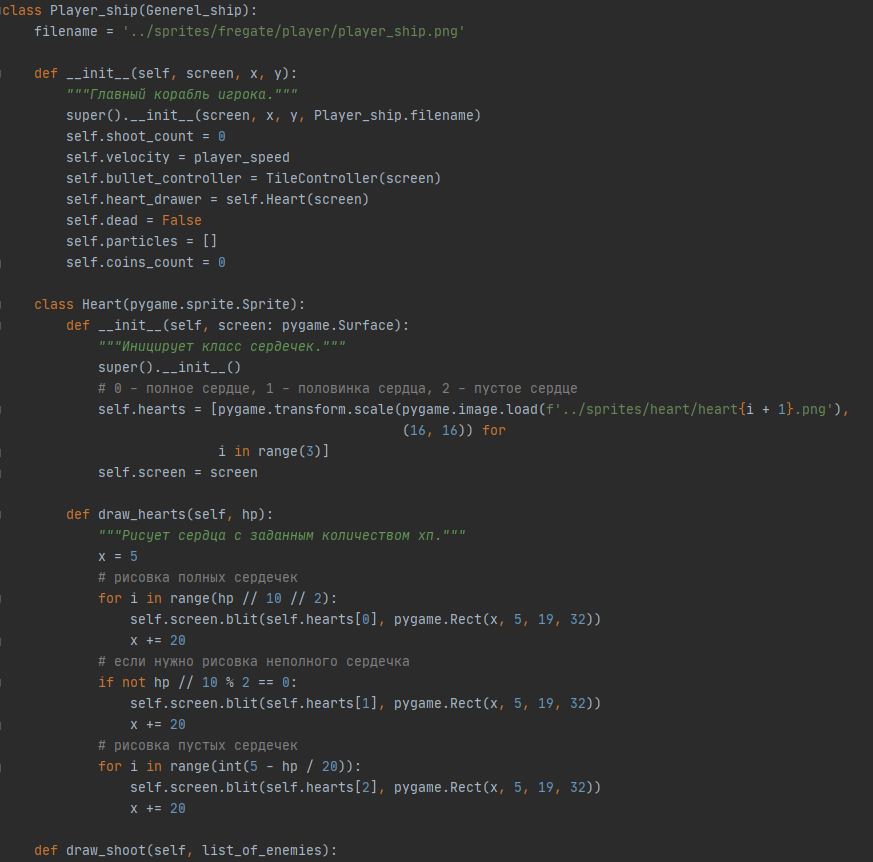 class Player_ship(Generel_ship):
    filename = '../sprites/fregate/player/player_ship.png'

    def __init__(self, screen, x, y):
        """Главный корабль игрока."""
        super().__init__(screen, x, y, Player_ship.filename)
        self.shoot_count = 0
        self.velocity = player_speed
        self.bullet_controller = TileController(screen)
        self.heart_drawer = self.Heart(screen)
        self.dead = False
        self.particles = []
        self.coins_count = 0

    class Heart(pygame.sprite.Sprite):
        def __init__(self, screen: pygame.Surface):
            """Иницирует класс сердечек."""
            super().__init__()
            # 0 - полное сердце, 1 - половинка сердца, 2 - пустое сердце
            self.hearts = [pygame.transform.scale(pygame.image.load(f'../sprites/heart/heart{i + 1}.png'),
                                                  (16, 16)) for
                           i in range(3)]
            self.screen = screen

        def draw_hearts(self, hp):
            """Рисует сердца с заданным количеством хп."""
            x = 5
            # рисовка полных сердечек
            for i in range(hp // 10 // 2):
                self.screen.blit(self.hearts[0], pygame.Rect(x, 5, 19, 32))
                x += 20
            # если нужно рисовка неполного сердечка
            if not hp // 10 % 2 == 0:
                self.screen.blit(self.hearts[1], pygame.Rect(x, 5, 19, 32))
                x += 20
            # рисовка пустых сердечек
            for i in range(int(5 - hp / 20)):
                self.screen.blit(self.hearts[2], pygame.Rect(x, 5, 19, 32))
                x += 20

    def draw_shoot(self, list_of_enemies):